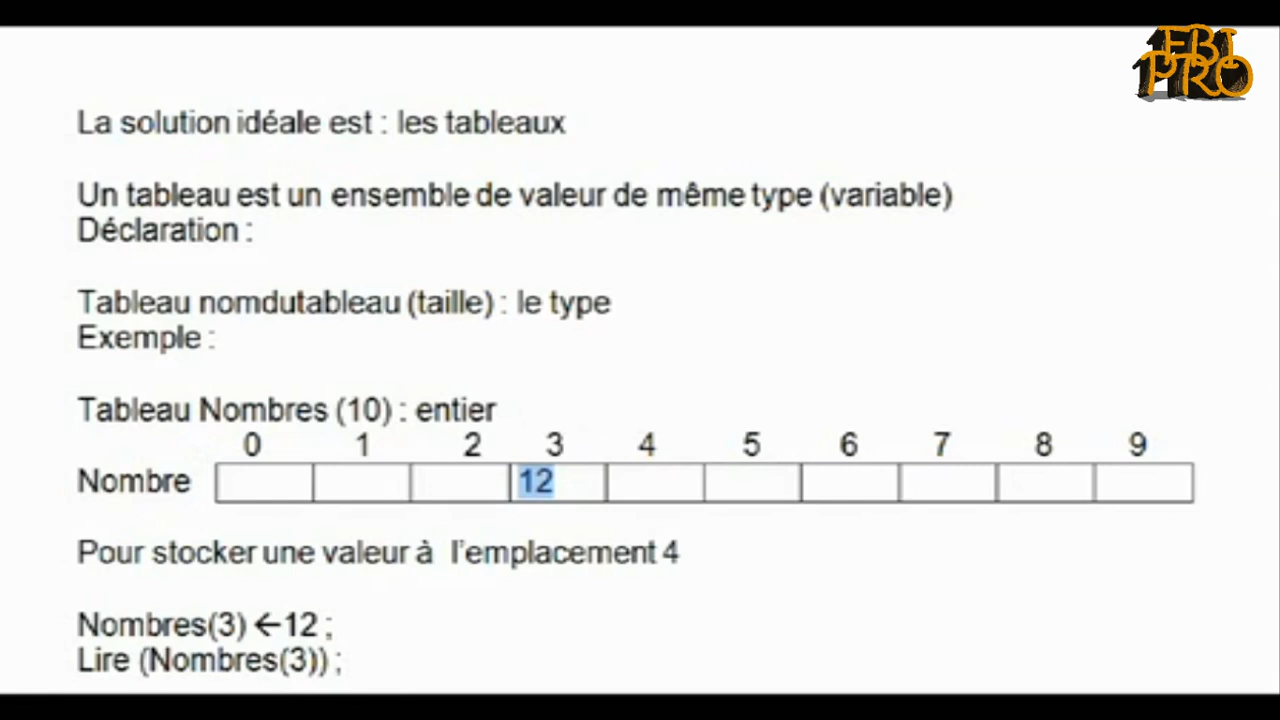 FBI
PRO
La solution idéale est : les tableaux
Un tableau est un ensemble de valeur de même type (variable)
Déclaration :
Tableau nomdutableau (taille) : le type
Exemple :
Tableau Nombres (10) : entier
0 1 2 3 4 5 6 7 8 9
Nombre 12
Pour stocker une valeur à l’emplacement 4
Nombres(3) ←12 ;
Lire (Nombres(3)) ;